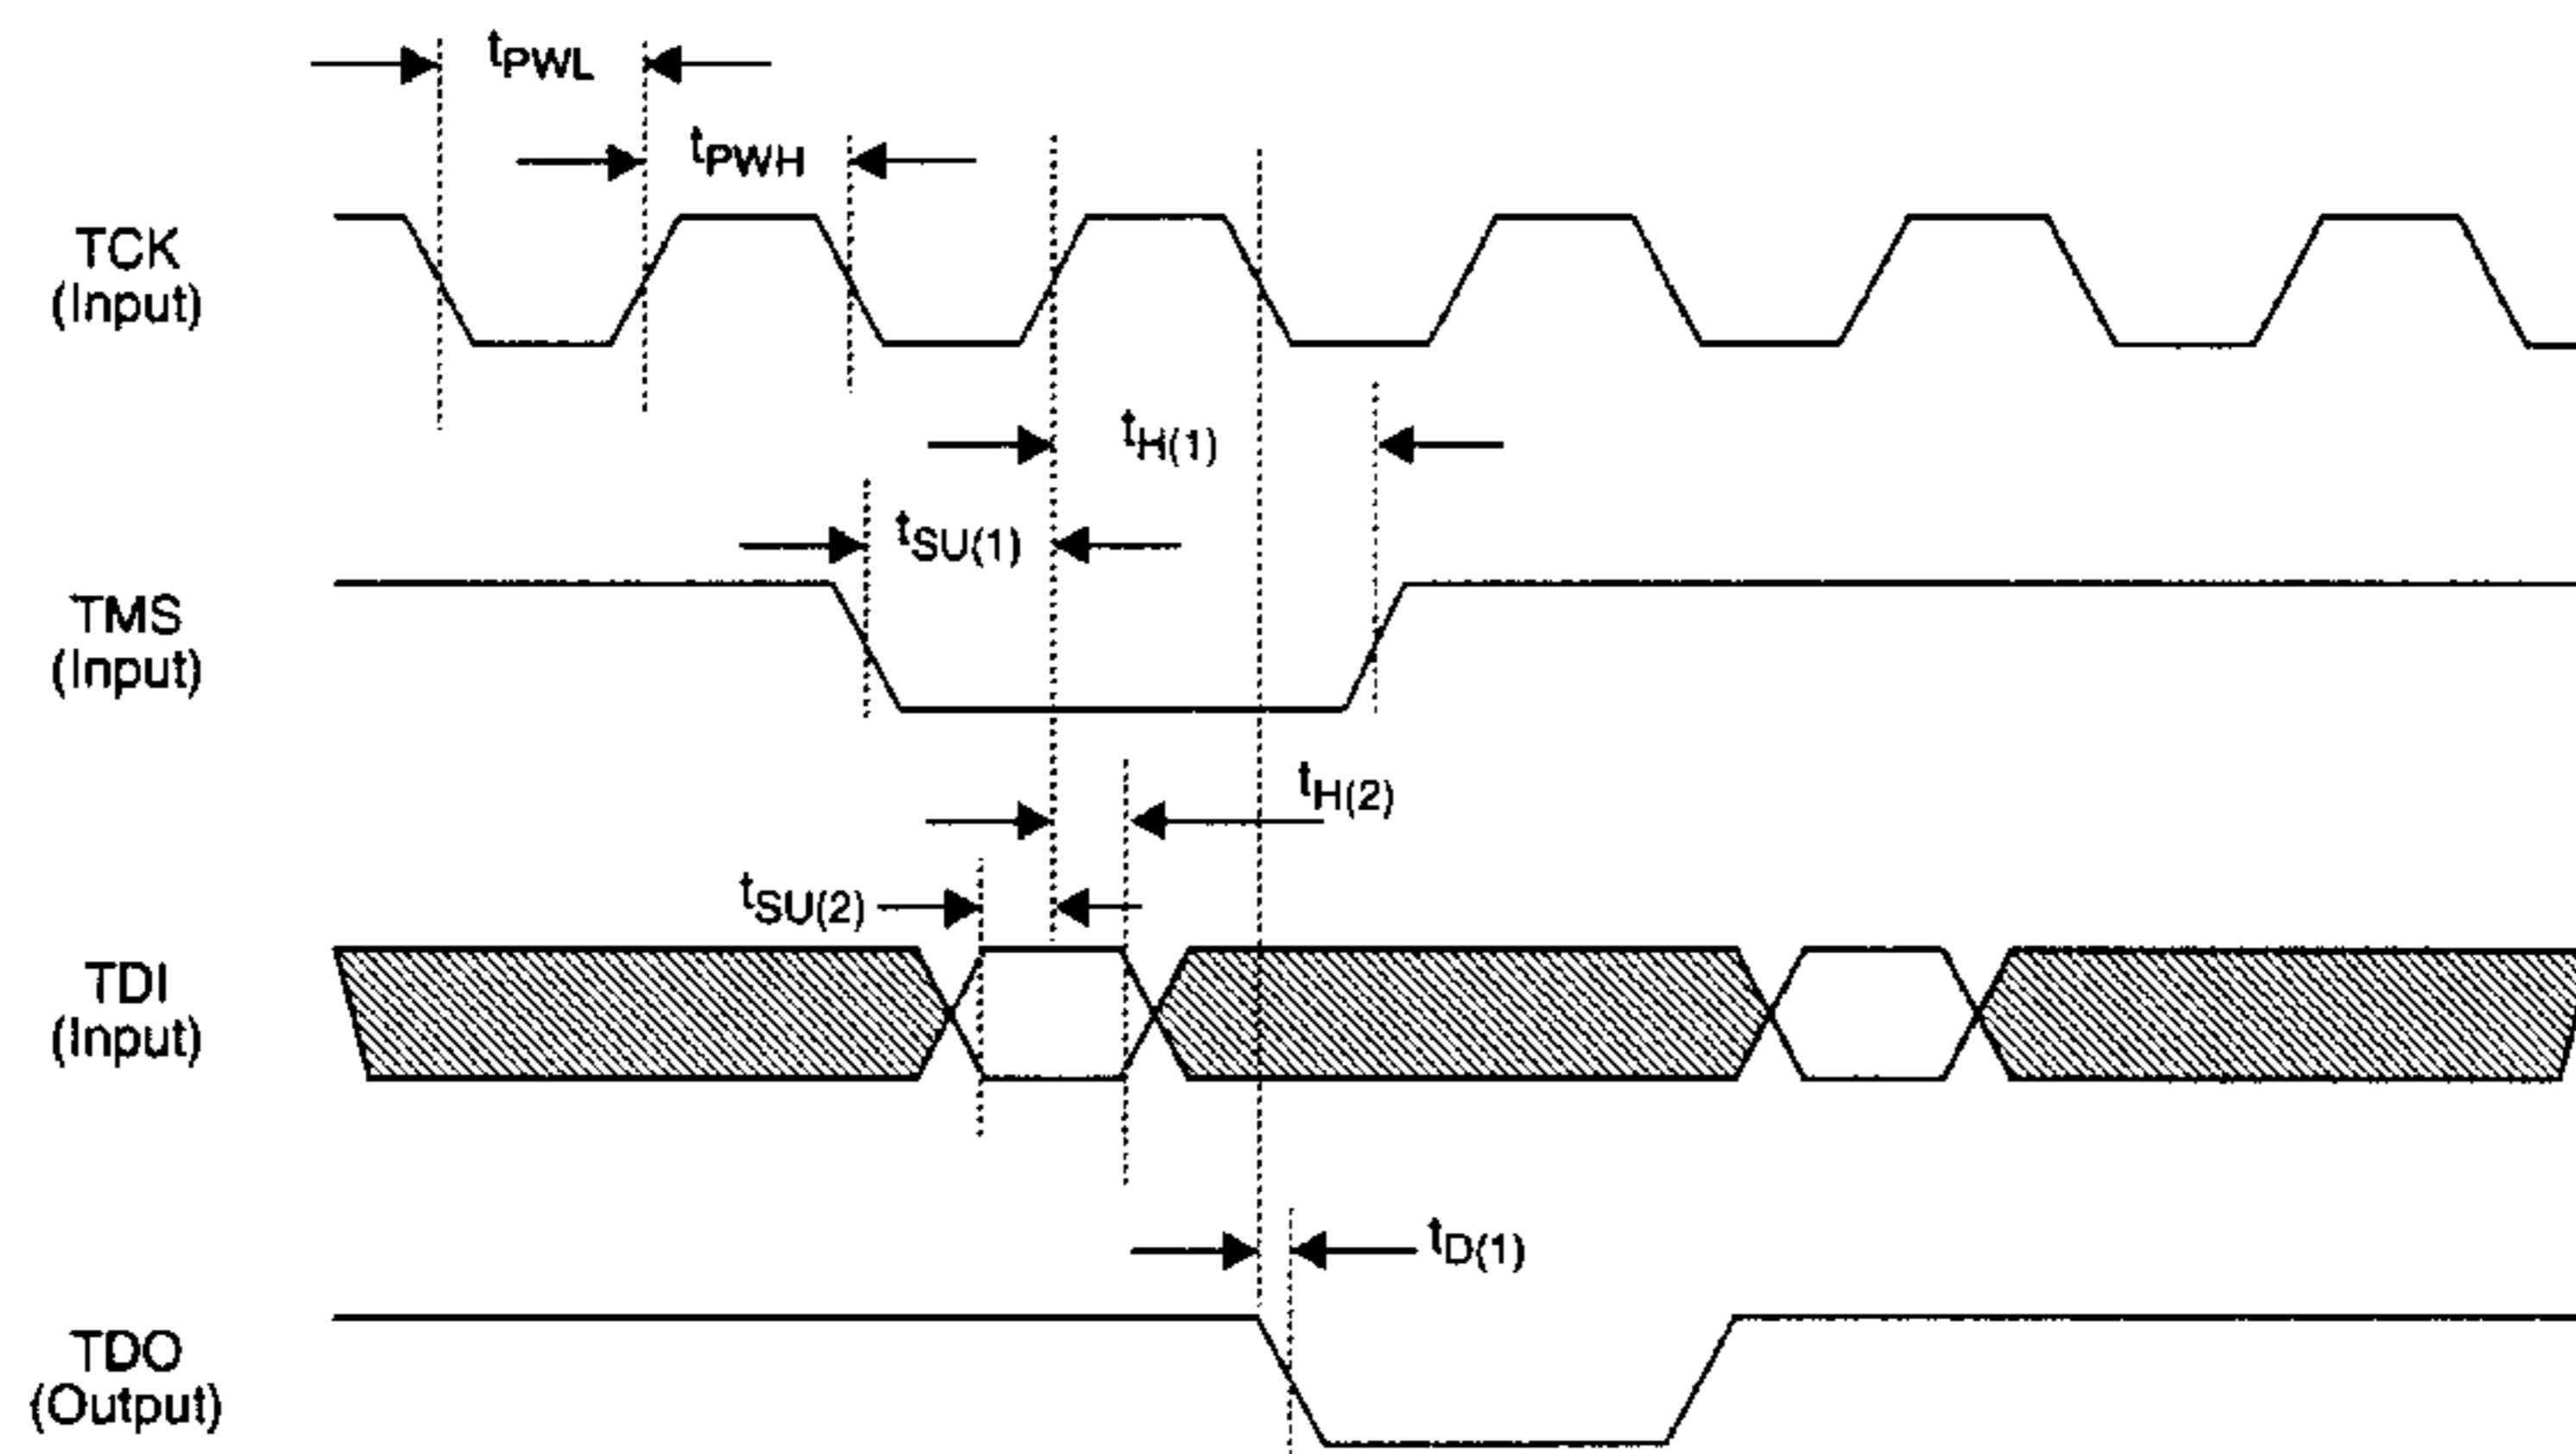 tPWL
tPWH
TCK
(Input)
tH(1)
tSU(1)
TMS
(Input)
tH(2)
tSU(2)
TDI
(Input)
tD(1)
TDO
(Output)